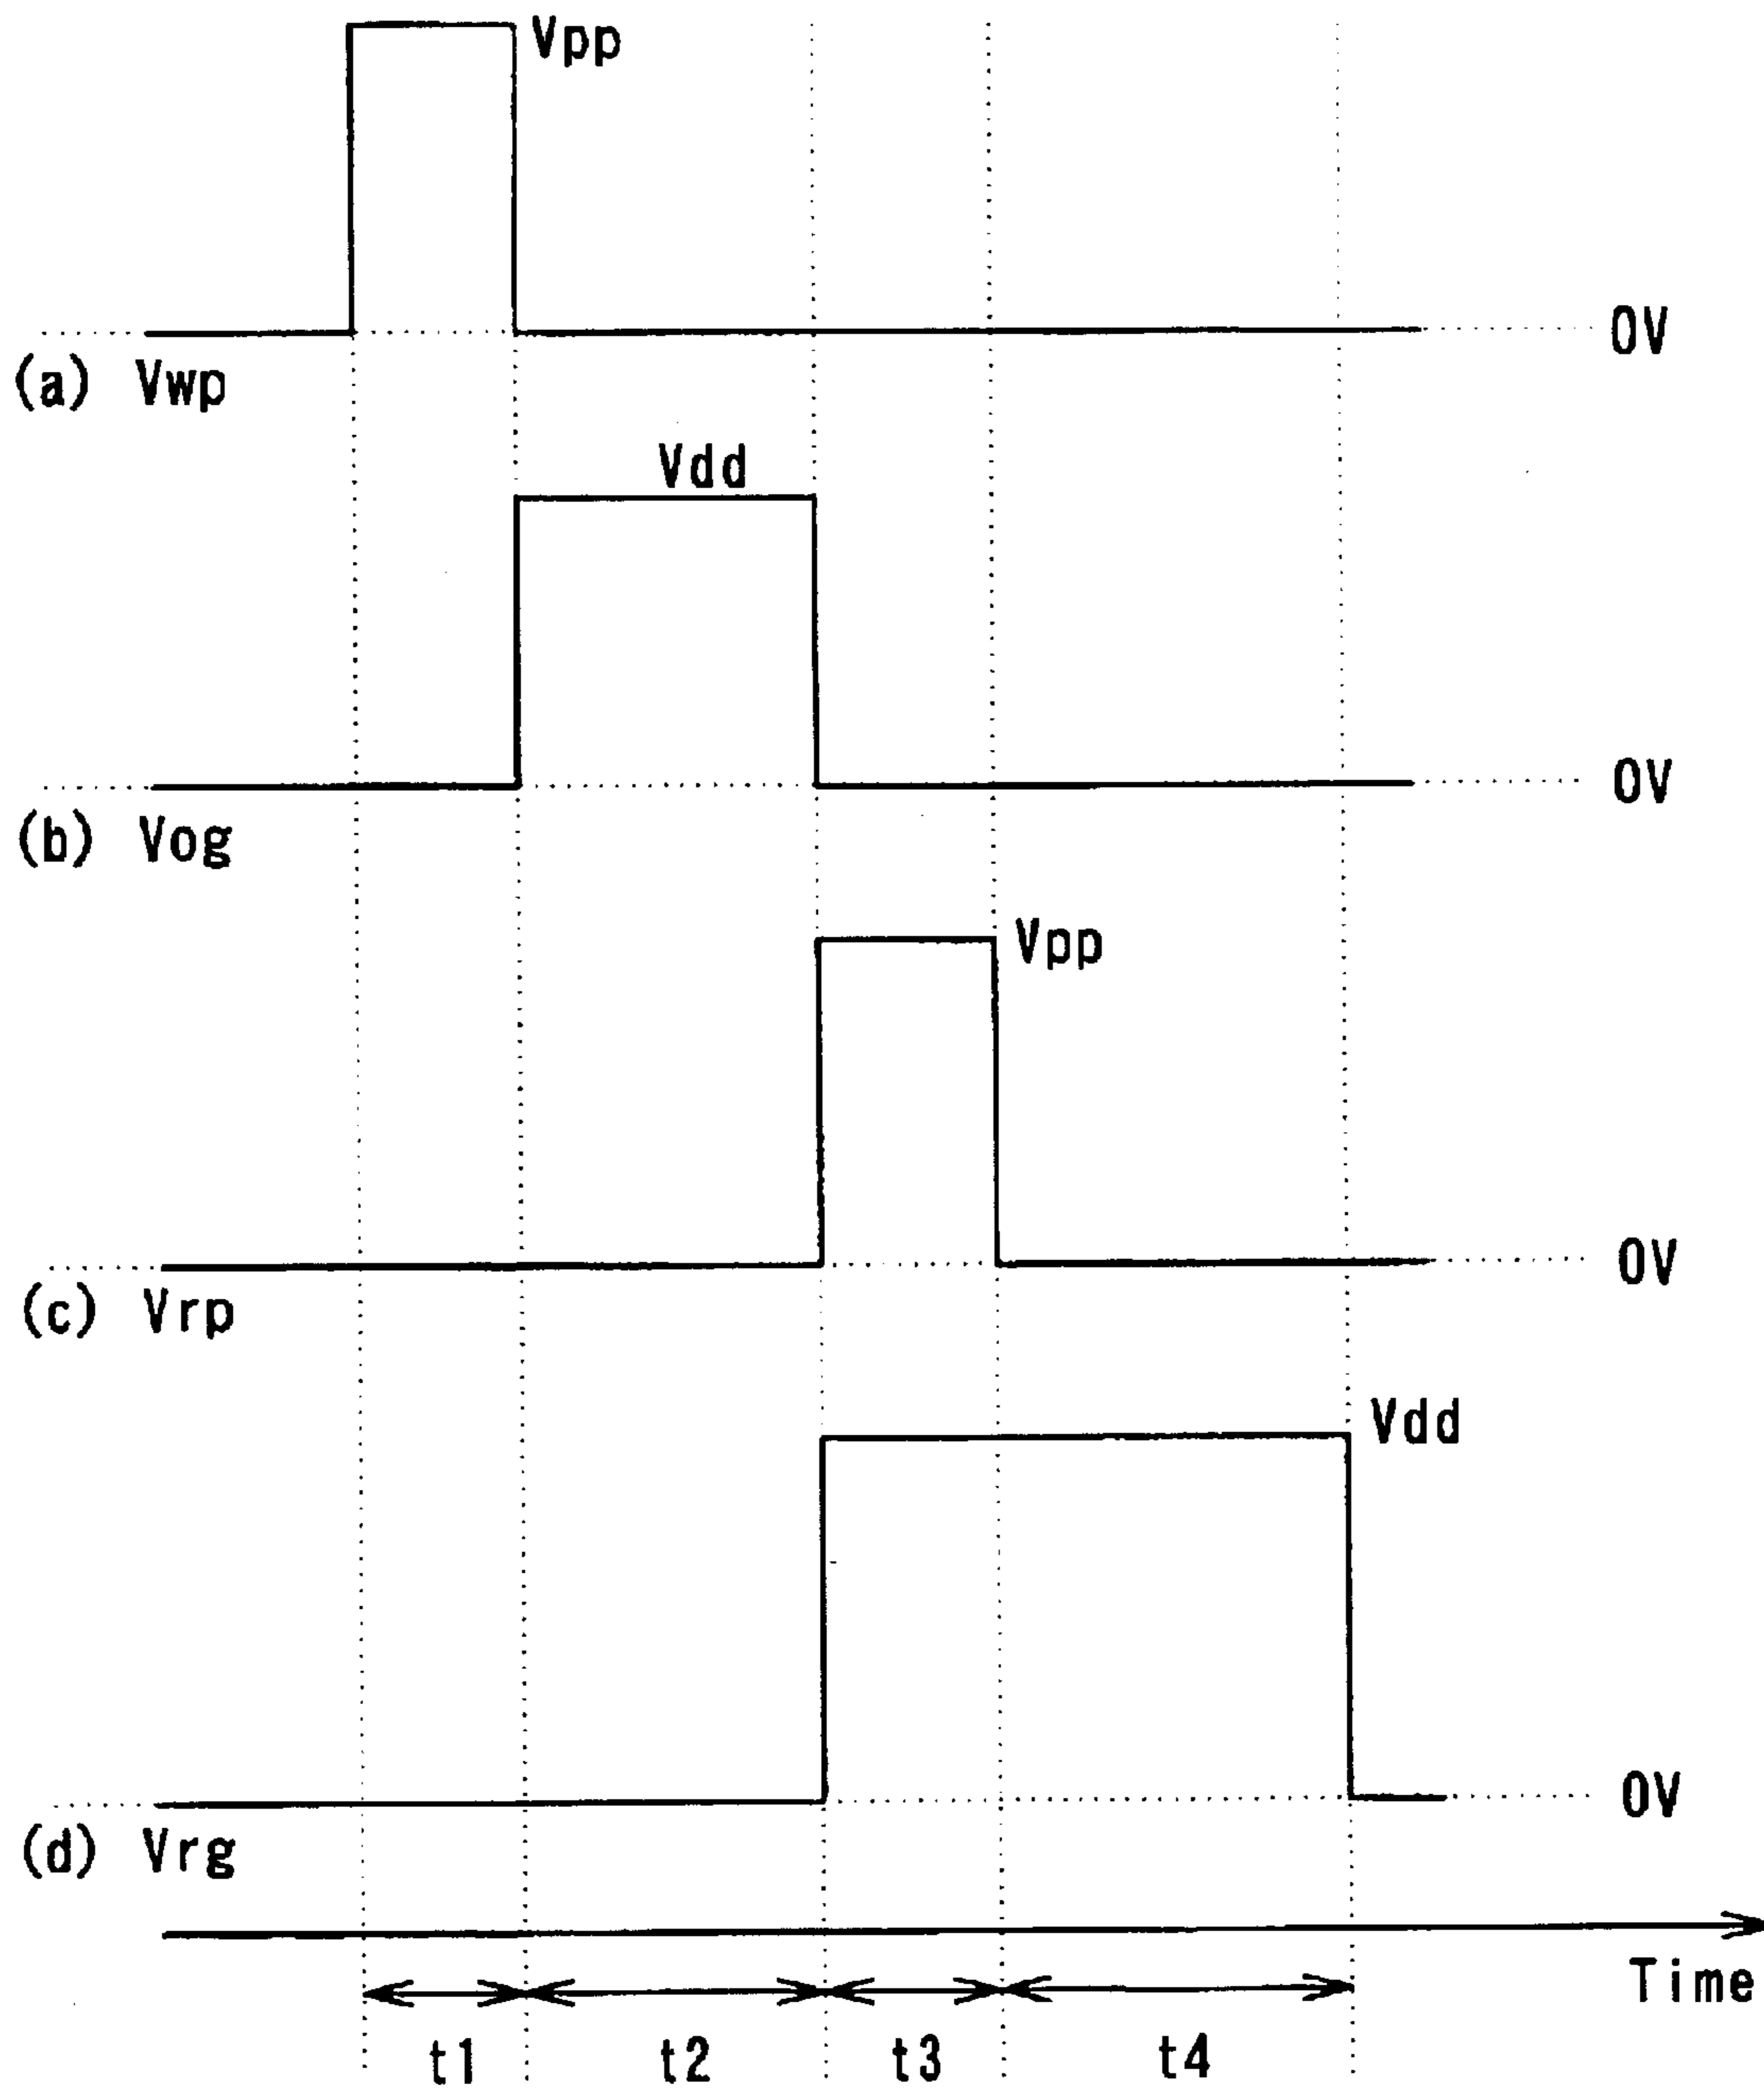 Vpp
0V
(a) Vwp
Vdd
0V
(b) Vog
Vpp
0V
(c) Vrp
Vdd
0V
(d) Vrg
Time
t1 t2 t3 t4